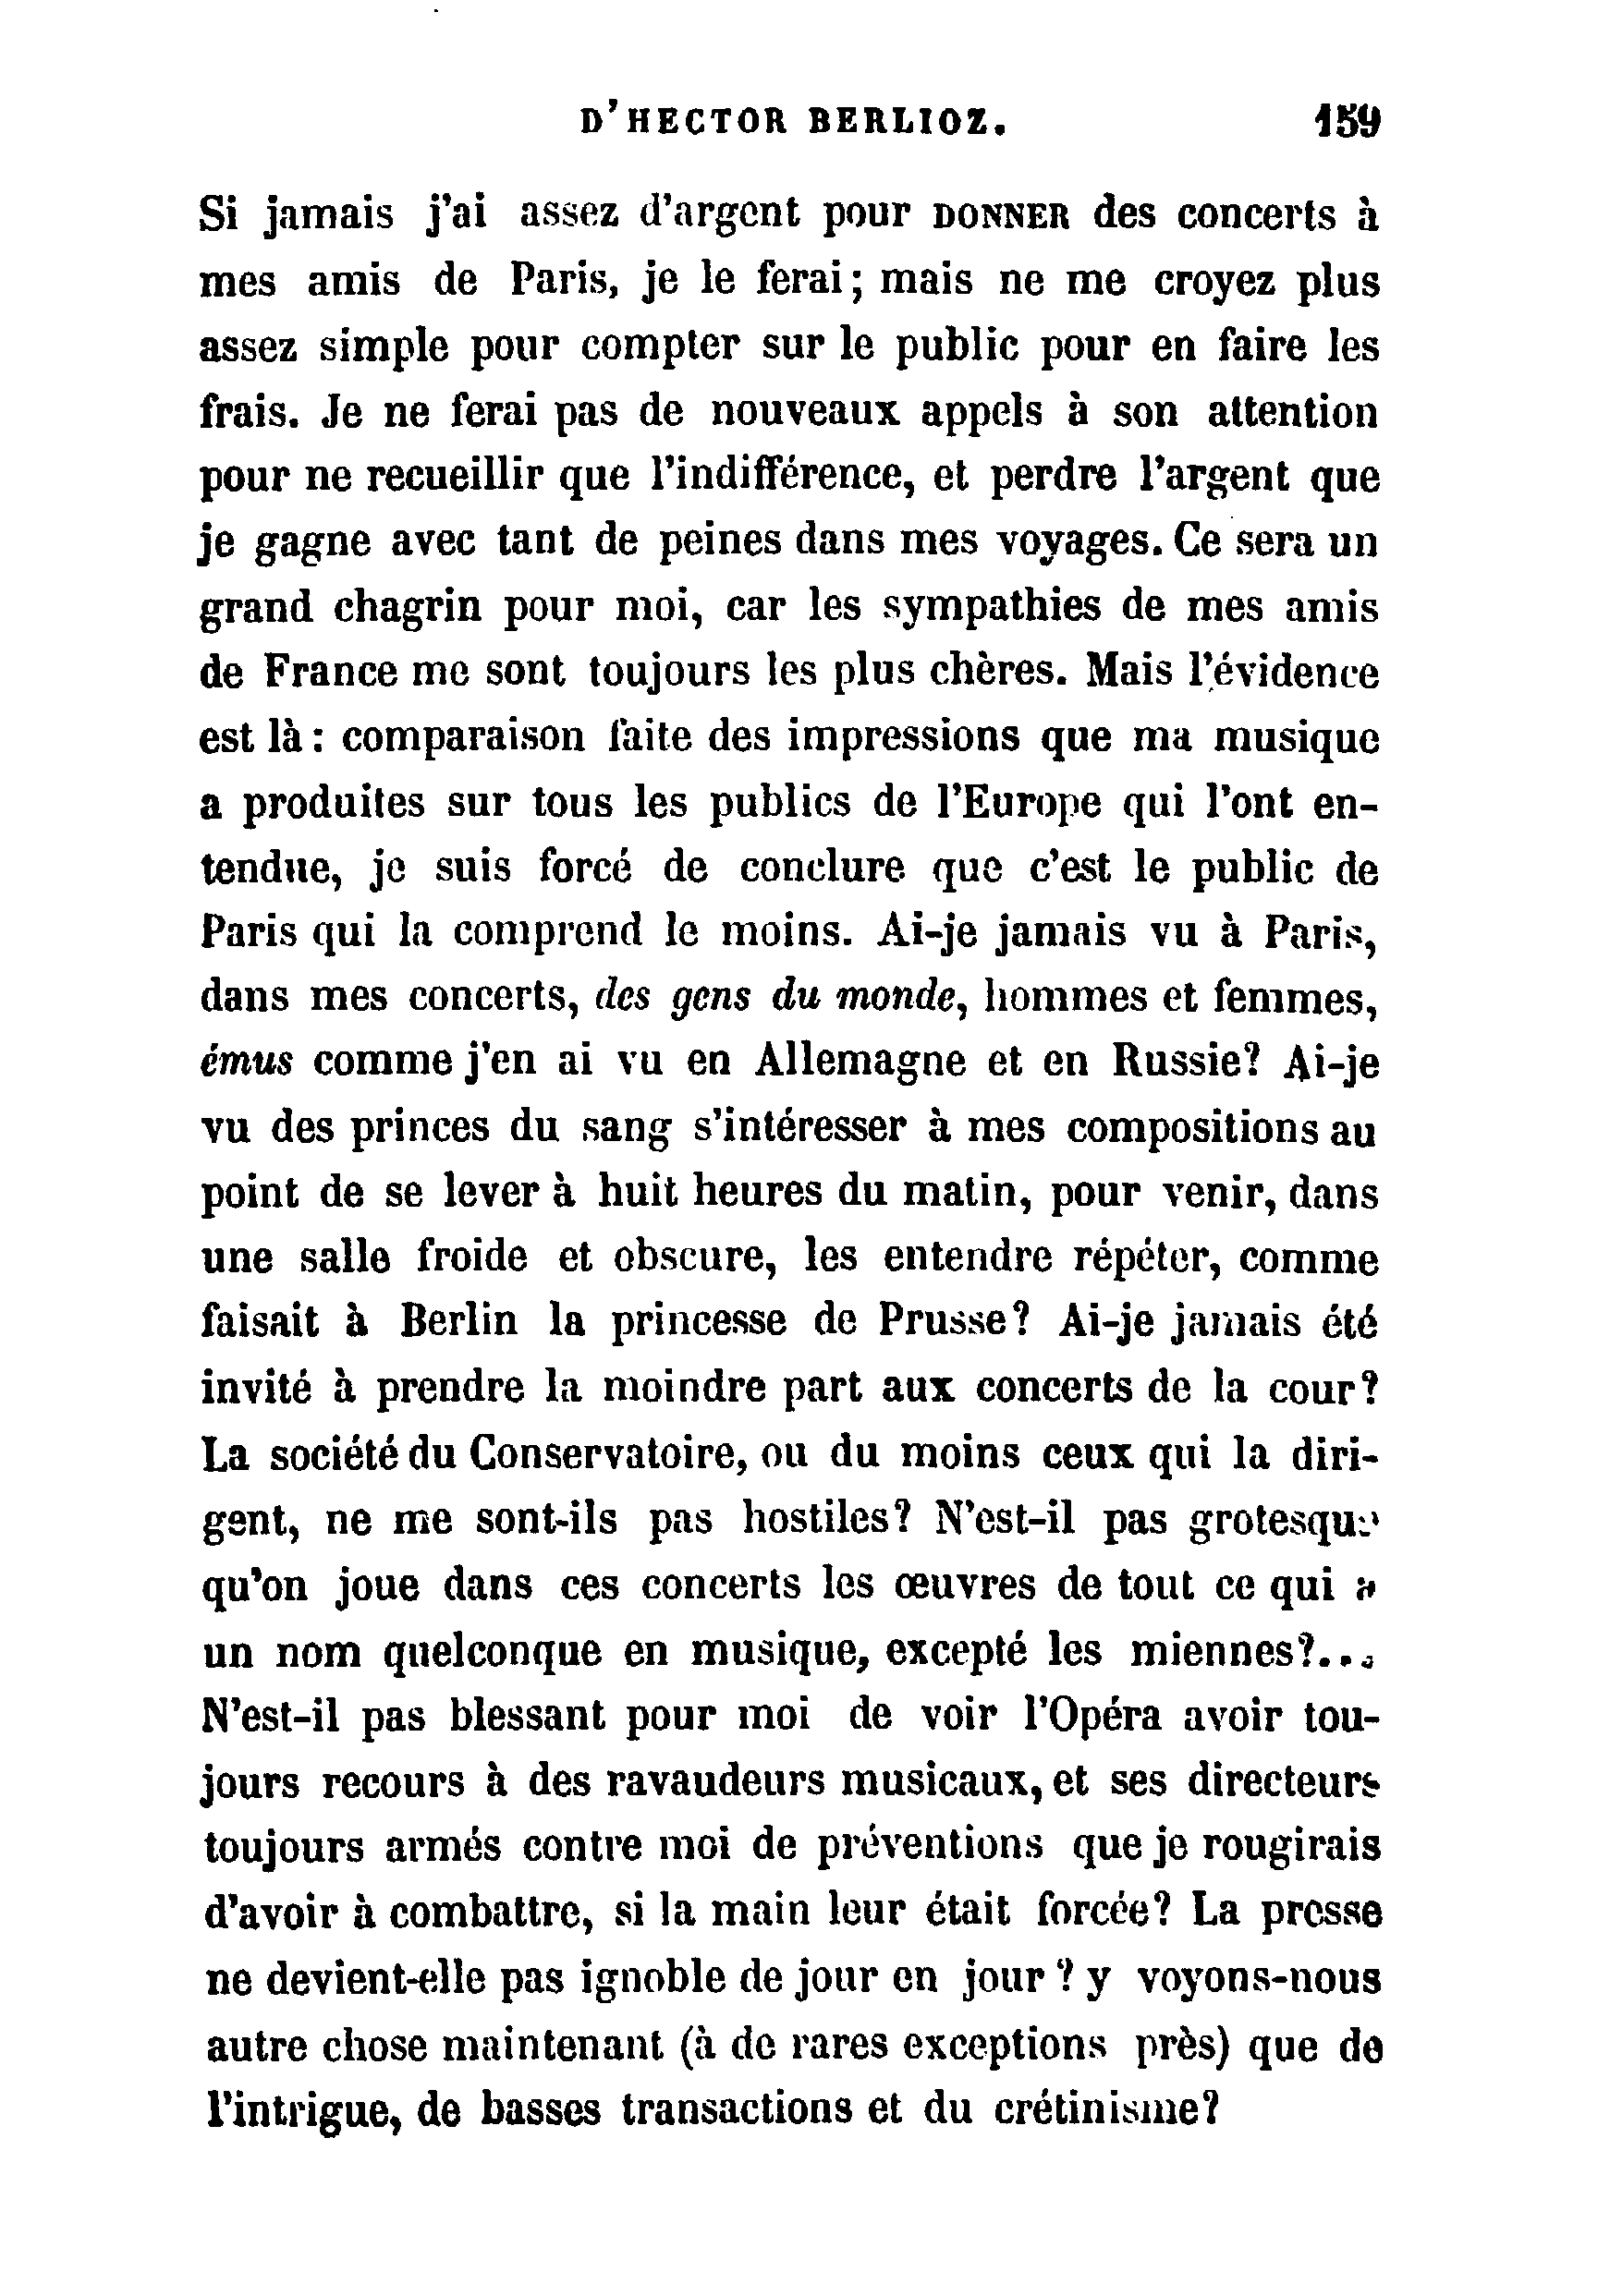 D'HECTOR BERLIOZ. 159
Si jamais j'ai assez d'argent pour DONNER des concerts à
mes amis de Paris, je le ferai; mais ne me croyez plus
assez simple pour compter sur le public pour en faire les
frais. Je ne ferai pas de nouveaux appels à son attention
pour ne recueillir que l'indifférence, et perdre l'argent que
je gagne avec tant de peines dans mes voyages. Ce sera un
grand chagrin pour moi, car les sympathies de mes amis
de France me sont toujours les plus chères. Mais l'évidence
est là: comparaison faite des impressions que ma musique
a produites sur tous les publics de l'Europe qui l'ont en-
tendue, je suis forcé de conclure que c'est le public de
Paris qui la comprend le moins. Ai-je jamais vu à Paris,
dans mes concerts, des gens du monde, hommes et femmes,
émus comme j'en ai vu en Allemagne et en Russie? Ai-je
vu des princes du sang s'intéresser à mes compositions au
point de se lever à huit heures du matin, pour venir, dans
une salle froide et obscure, les entendre répéter, comme
faisait à Berlin la princesse de Prusse? Ai-je jamais été
invité à prendre la moindre part aux concerts de la cour?
La société du Conservatoire, ou du moins ceux qui la diri-
gent, ne me sont-ils pas hostiles? N'est-il pas grotesque
qu'on joue dans ces concerts les œuvres de tout ce qui a
un nom quelconque en musique, excepté les miennes?...
N'est-il pas blessant pour moi de voir l'Opéra avoir tou-
jours recours à des ravaudeurs musicaux, et ses directeurs
toujours armés contre moi de préventions que je rougirais
d'avoir à combattre, si la main leur était forcée? La presse
ne devient-elle pas ignoble de jour en jour? y voyons-nous
autre chose maintenant (à de rares exceptions près) que de
l'intrigue, de basses transactions et du crétinisme?